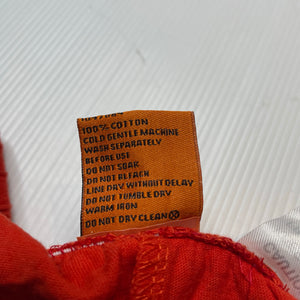 100% COTTON
COLD GENTLE MACHINE
WASH SEPARATELY
BEFORE USE
DO NOT SOAK
DO NOT BLEACH
LINE DRY WITHOUT DELAY
DO NOT TUMBLE DRY
WARM IRON
DO NOT DRY CLEAN